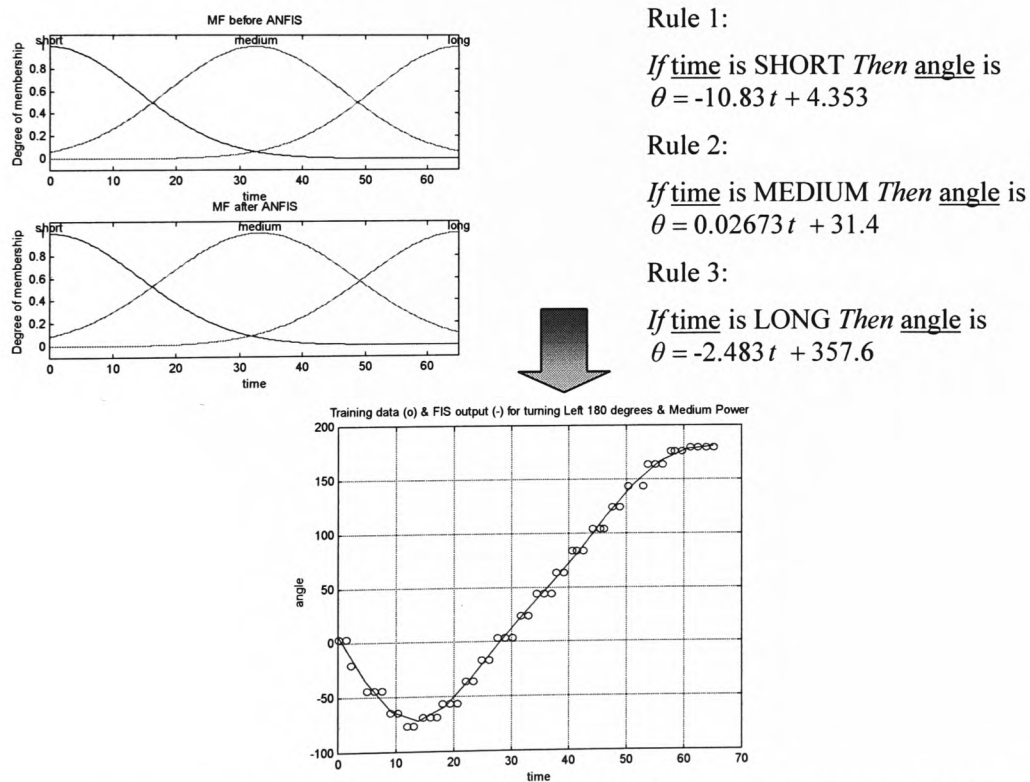 MF before ANFIS
short medium long
Degree of membership
1
0.8
0.6
0.4
0.2
0
0 10 20 30 40 50 60
time
MF after ANFIS
short medium long
Degree of membership
1
0.8
0.6
0.4
0.2
0
0 10 20 30 40 50 60
time
Rule 1:
If time is SHORT Then angle is
θ = -10.83 t + 4.353
Rule 2:
If time is MEDIUM Then angle is
θ = 0.02673 t + 31.4
Rule 3:
If time is LONG Then angle is
θ = -2.483 t + 357.6
Training data (o) & FIS output (-) for turning Left 180 degrees & Medium Power
angle
200
150
100
50
0
-50
-100
0 10 20 30 40 50 60 70
time